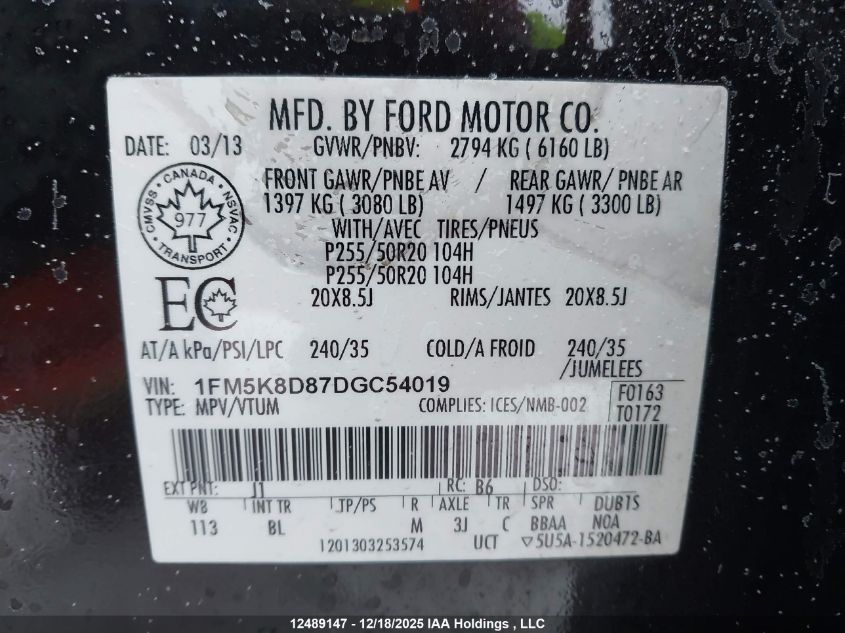 MFD. BY FORD MOTOR CO.
DATE: 03/13 GVWR/PNBV: 2794 KG ( 6160 LB)
FRONT GAWR/PNBE AV / REAR GAWR/ PNBE AR
1397 KG ( 3080 LB) 1497 KG ( 3300 LB)
WITH/AVEC TIRES/PNEUS
P255/50R20 104H
P255/50R20 104H
20X8.5J RIMS/JANTES 20X8.5J
CANADA
CMVSS NSVAC
977
TRANSPORT
EC
AT/A kPa/PSI/LPC 240/35 COLD/A FROID 240/35
/JUMELEES
VIN: 1FM5K8D87DGC54019
TYPE: MPV/VTUM COMPLIES: ICES/NMB-002
F0163
T0172
EXT PNT: J1 RC: B6 DSO:
WB INT TR TP/PS R AXLE TR SPR DUB1S
113 BL M 3J C BBAA NOA
1201303253574 UCT ▽5U5A-1520472-BA
12489147 - 12/18/2025 IAA Holdings , LLC